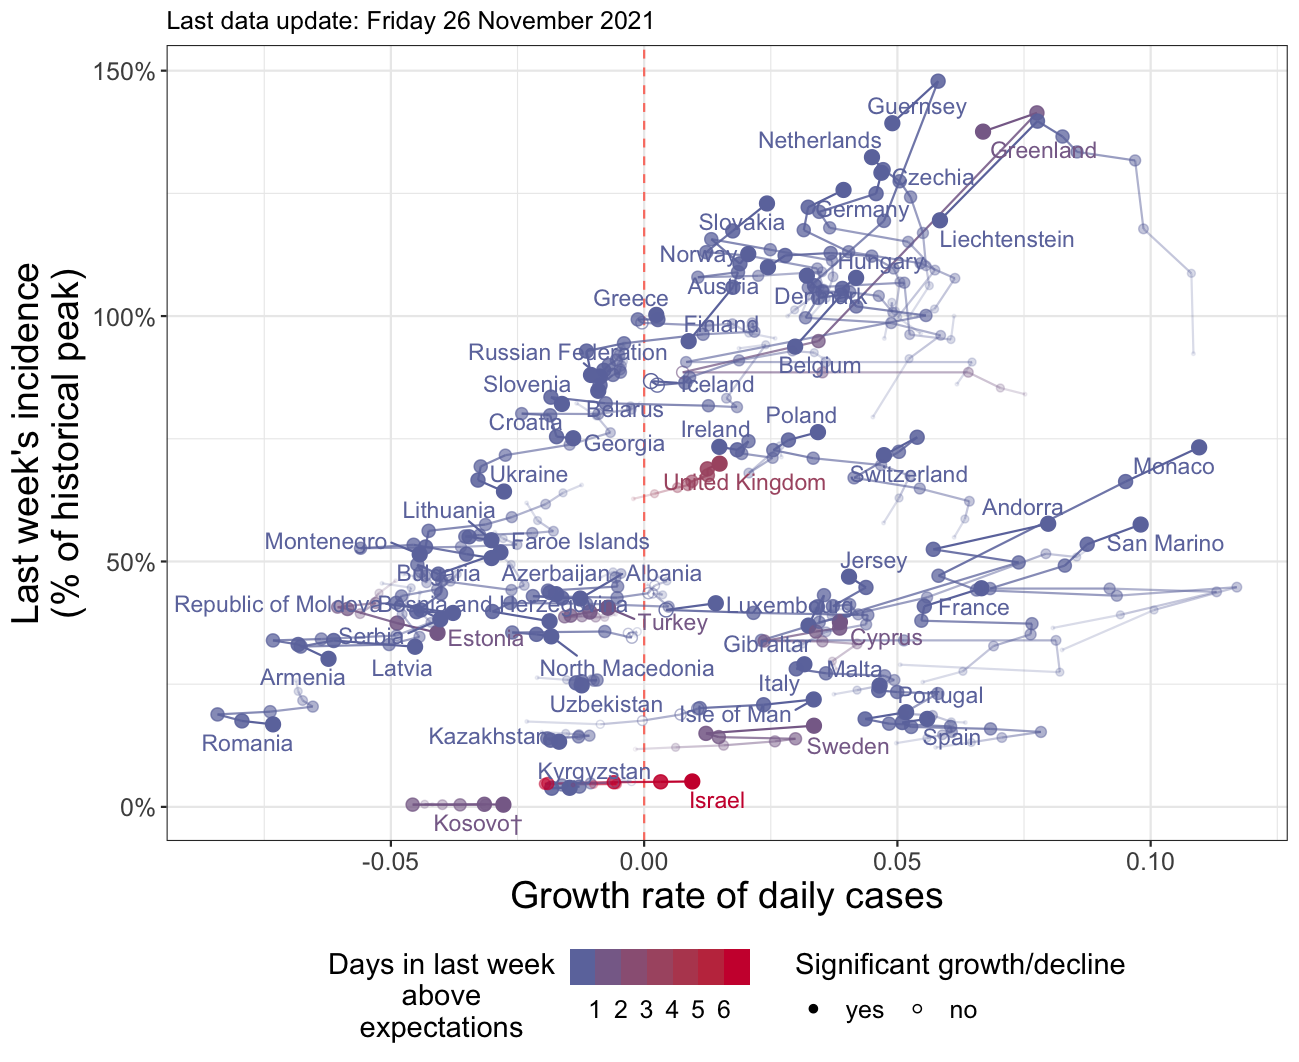 Last data update: Friday 26 November 2021
Last week's incidence
(% of historical peak)
150%
100%
50%
0%
Guernsey
Netherlands
Greenland
Czechia
Germany
Slovakia
Liechtenstein
Norway
Hungary
Austria
Denmark
Greece
Finland
Russian Federation
Belgium
Slovenia
Iceland
Belarus
Poland
Croatia
Ireland
Georgia
Monaco
Ukraine
United Kingdom
Switzerland
Lithuania
Andorra
Montenegro
Faroe Islands
San Marino
Jersey
Bulgaria
Azerbaijan
Albania
Republic of Moldova
Bosnia and Herzegovina
Luxembourg
France
Turkey
Serbia
Estonia
Gibraltar
Cyprus
Latvia
North Macedonia
Malta
Armenia
Italy
Portugal
Uzbekistan
Isle of Man
Romania
Kazakhstan
Sweden
Spain
Kyrgyzstan
Israel
Kosovo†
-0.05
0.00
0.05
0.10
Growth rate of daily cases
Days in last week
above
expectations
1 2 3 4 5 6
Significant growth/decline
yes no